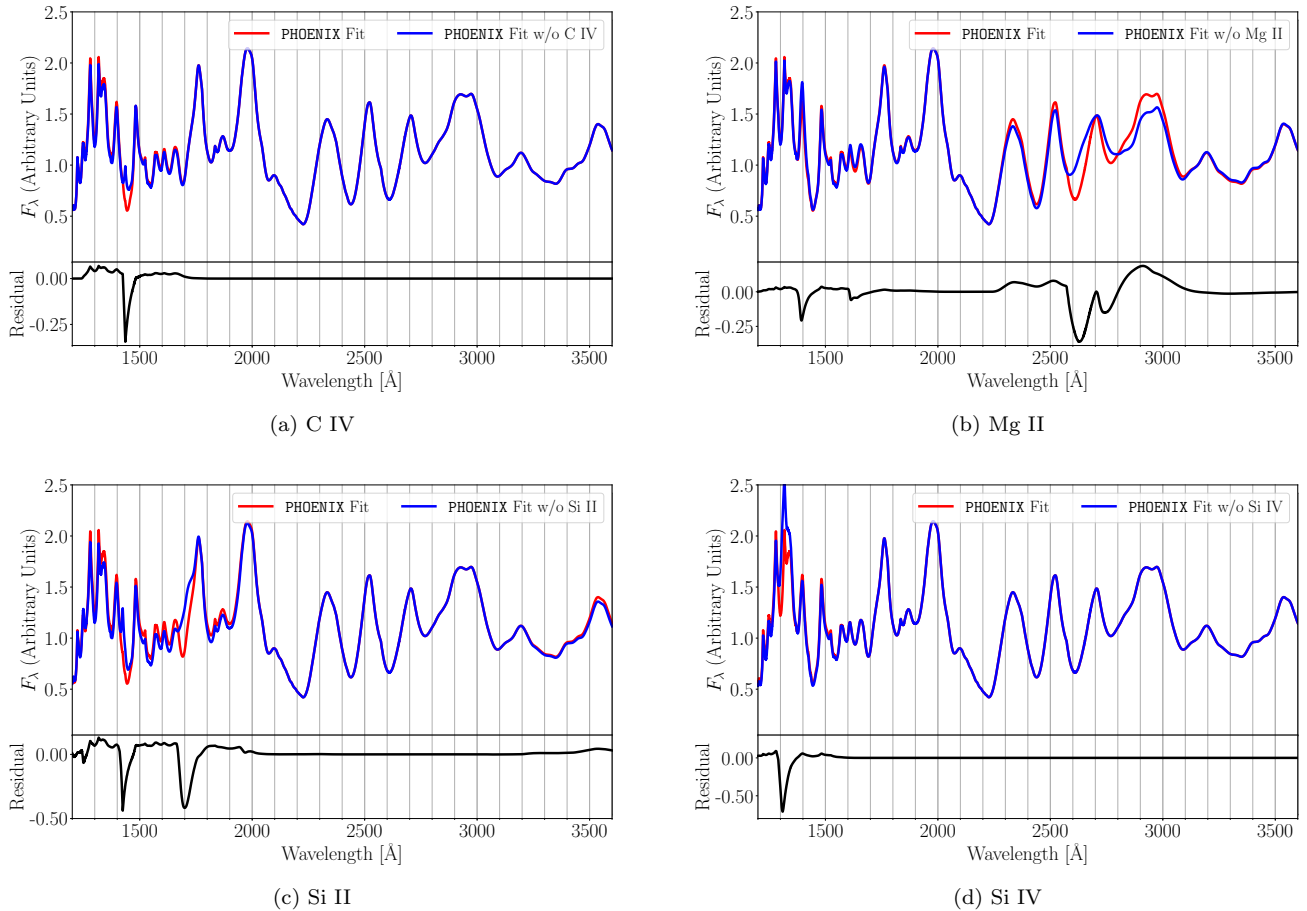 PHOENIX Fit PHOENIX Fit w/o C IV
2.5
2.0
1.5
1.0
0.5
Fλ (Arbitrary Units)
0.00
-0.25
Residual
1500 2000 2500 3000 3500
Wavelength [Å]
(a) C IV
PHOENIX Fit PHOENIX Fit w/o Mg II
2.5
2.0
1.5
1.0
0.5
Fλ (Arbitrary Units)
0.00
-0.25
Residual
1500 2000 2500 3000 3500
Wavelength [Å]
(b) Mg II
PHOENIX Fit PHOENIX Fit w/o Si II
2.5
2.0
1.5
1.0
0.5
Fλ (Arbitrary Units)
0.00
-0.50
Residual
1500 2000 2500 3000 3500
Wavelength [Å]
(c) Si II
PHOENIX Fit PHOENIX Fit w/o Si IV
2.5
2.0
1.5
1.0
0.5
Fλ (Arbitrary Units)
0.00
-0.50
Residual
1500 2000 2500 3000 3500
Wavelength [Å]
(d) Si IV